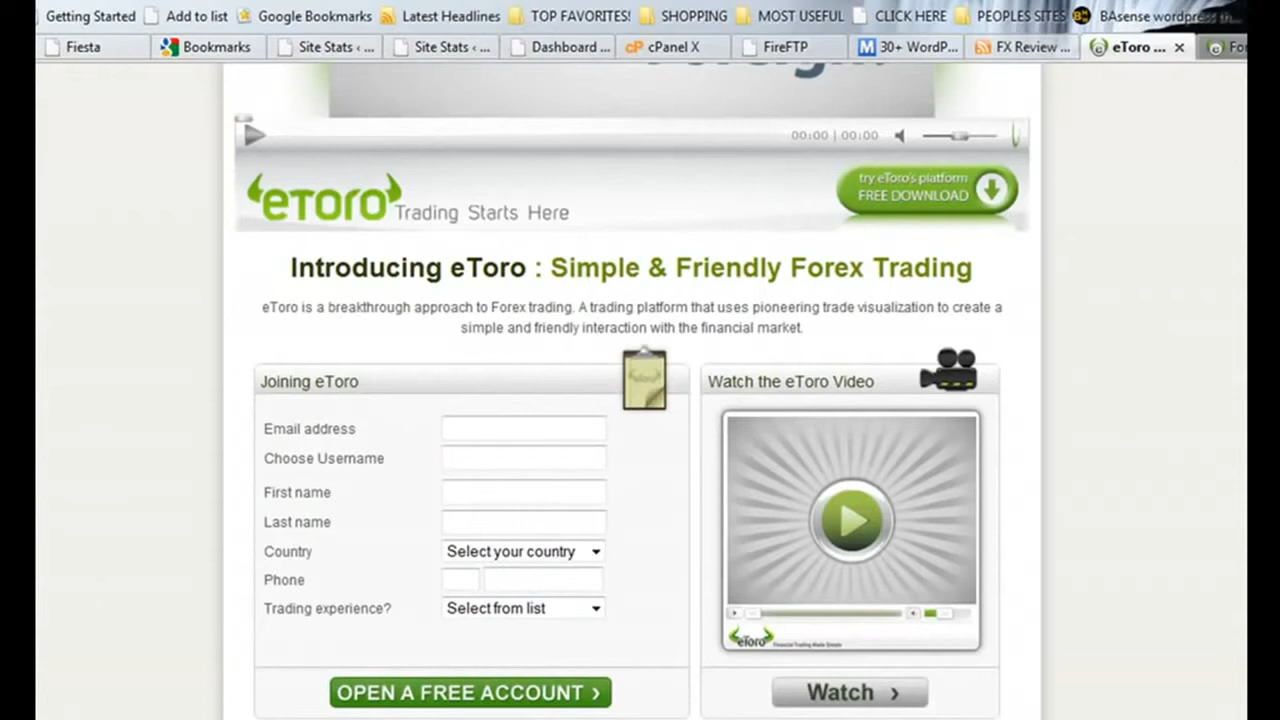 Getting Started Add to list Google Bookmarks Latest Headlines TOP FAVORITES! SHOPPING MOST USEFUL CLICK HERE PEOPLES SITES BAsense wordpress
Fiesta Bookmarks Site Stats ‹ ... Site Stats ‹ ... Dashboard ... cPanel X FireFTP 30+ WordP... FX Review ... eToro ...
00:00 | 00:00
try eToro's platform
FREE DOWNLOAD
eToro Trading Starts Here
Introducing eToro : Simple & Friendly Forex Trading
eToro is a breakthrough approach to Forex trading. A trading platform that uses pioneering trade visualization to create a
simple and friendly interaction with the financial market.
Joining eToro
Email address
Choose Username
First name
Last name
Country Select your country
Phone
Trading experience? Select from list
OPEN A FREE ACCOUNT ›
Watch the eToro Video
eToro Financial Trading Made Simple
Watch ›